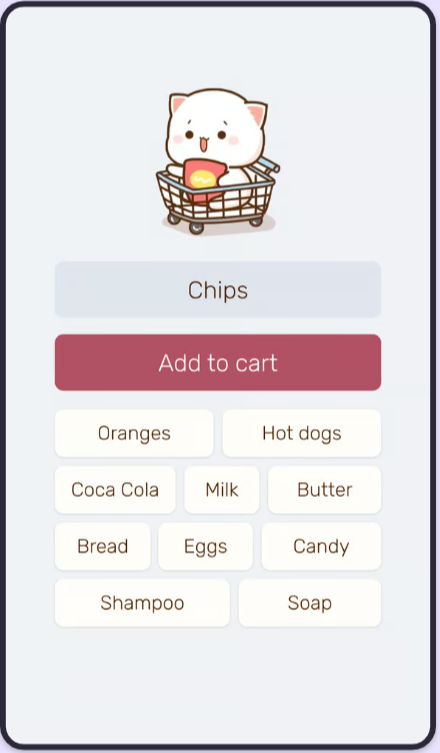 Chips
Add to cart
Oranges Hot dogs
Coca Cola Milk Butter
Bread Eggs Candy
Shampoo Soap